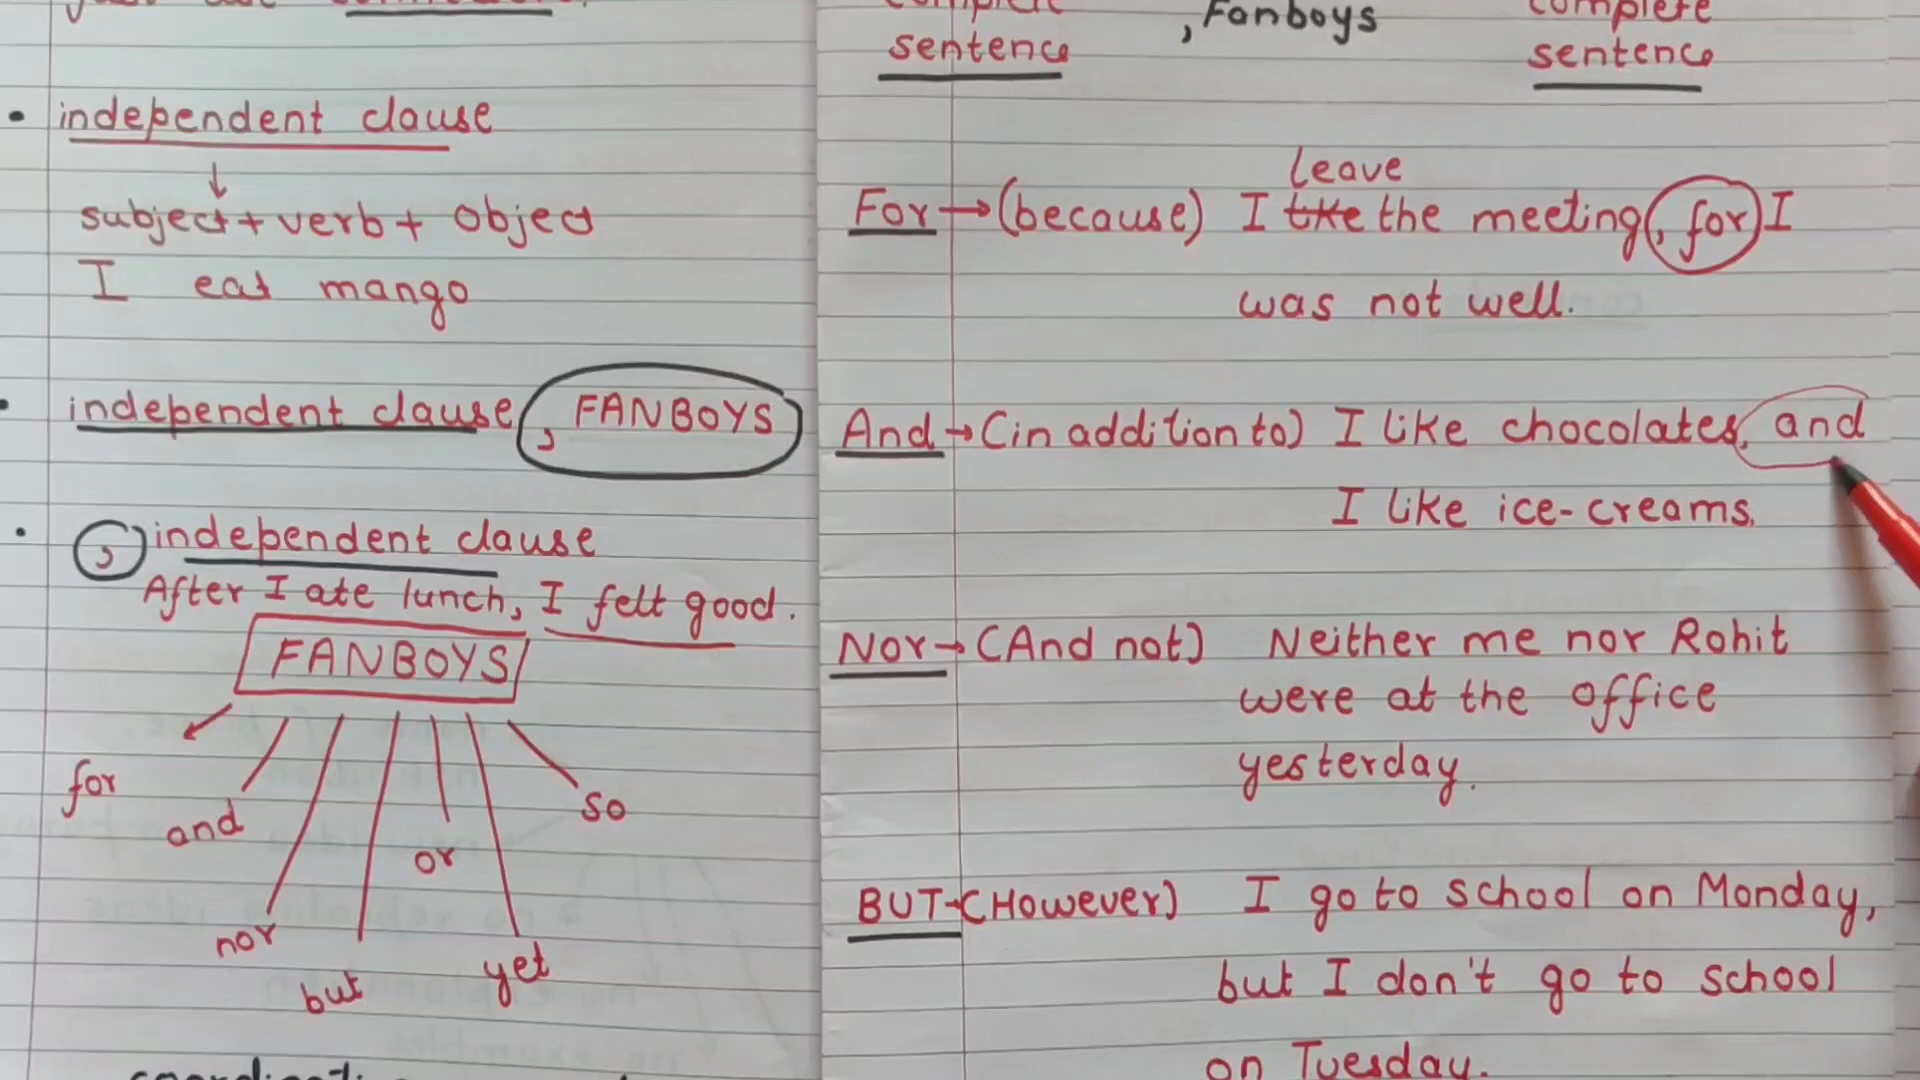 independent clause
subject + verb + object
I eat mango
independent clause, FANBOYS
, independent clause
After I ate lunch, I felt good.
FANBOYS
for
and
nor
but
or
yet
so
complete
sentence
, Fanboys
complete
sentence
leave
For → (because) I the meeting, for I
was not well.
And → (in addition to) I like chocolates, and
I like ice-creams.
Nor → (And not) Neither me nor Rohit
were at the office
yesterday.
BUT → (However) I go to school on Monday,
but I don't go to school
on Tuesday.